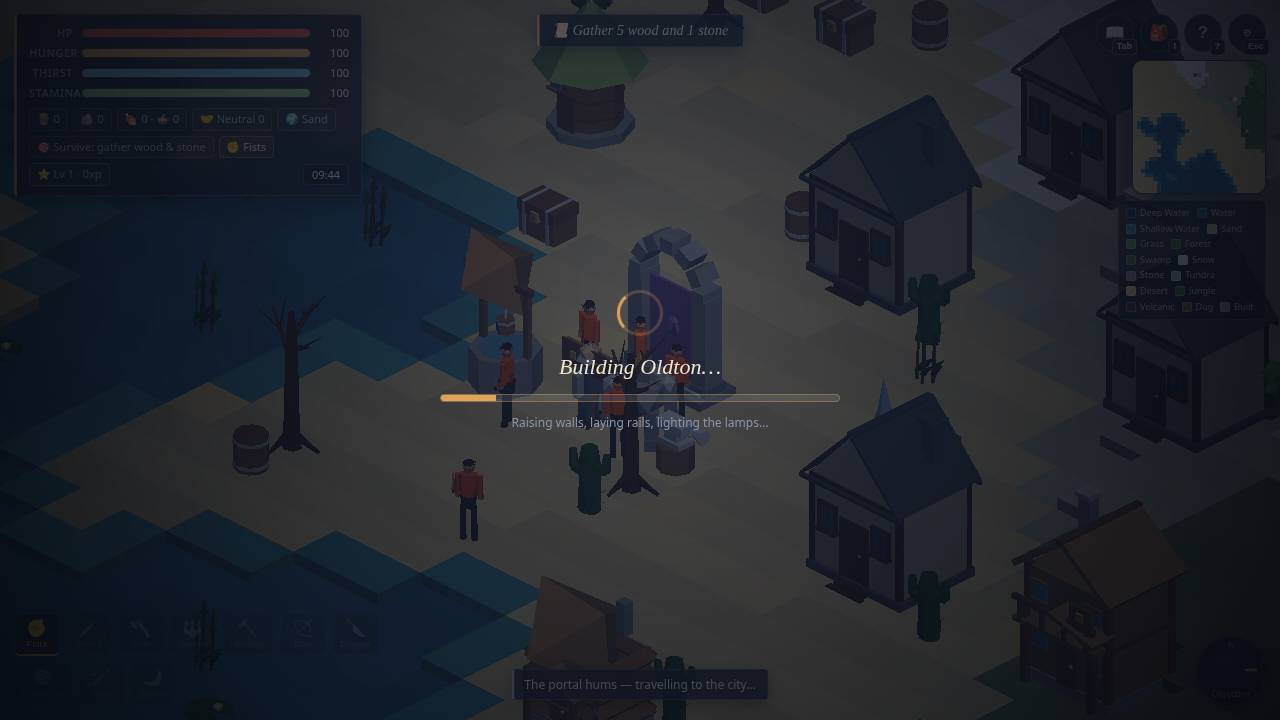 HP 100
HUNGER 100
THIRST 100
STAMINA 100
0 0 0 · 0 Neutral 0 Sand
Survive: gather wood & stone Fists
Lv 1 · 0xp 09:44
Gather 5 wood and 1 stone
Tab I ? Esc
?
Deep Water Water
Shallow Water Sand
Grass Forest
Swamp Snow
Stone Tundra
Desert Jungle
Volcanic Dug Built
Building Oldton…
Raising walls, laying rails, lighting the lamps…
Fists
The portal hums — travelling to the city…
Objective